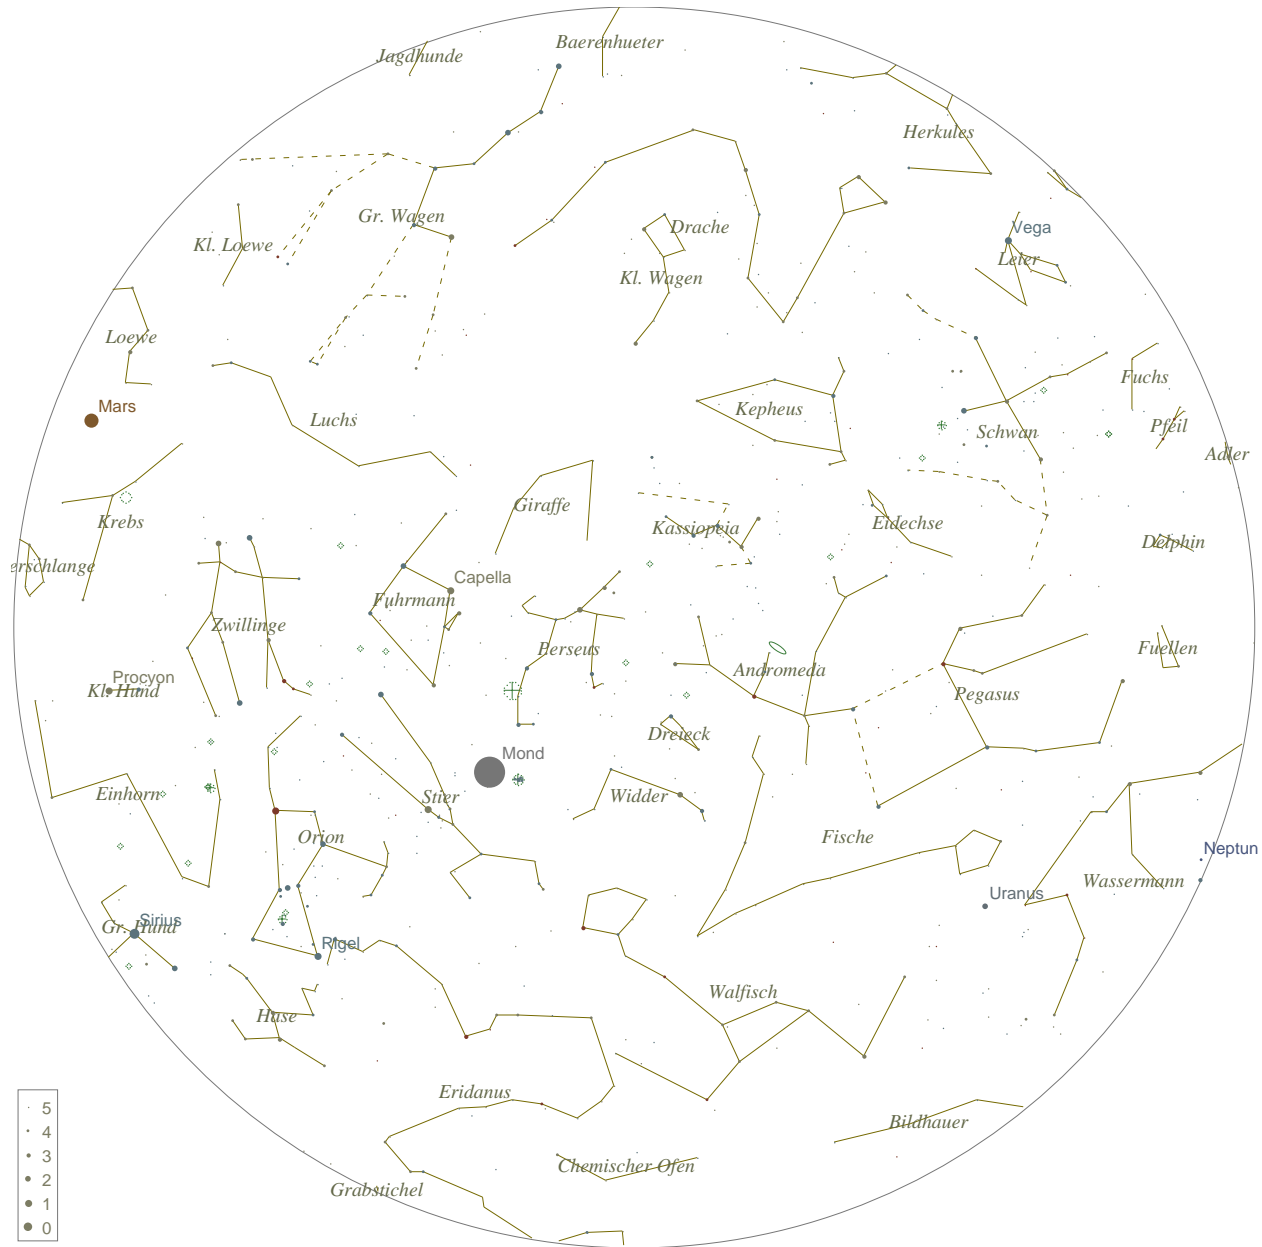 Jagdhunde
Baerenhueter
Herkules
Gr. Wagen
Drache
Kl. Loewe
Vega
Leier
Kl. Wagen
Loewe
Mars
Luchs
Kepheus
Fuchs
Pfeil
Schwan
Adler
Krebs
Giraffe
Kassiopeia
Eidechse
Delphin
erschlange
Capella
Fuhrmann
Zwillinge
Perseus
Fuellen
Andromeda
Procyon
Kl. Hund
Pegasus
Dreieck
Mond
Einhorn
Stier
Widder
Orion
Fische
Neptun
Wassermann
Uranus
Sirius
Gr. Hund
Rigel
Walfisch
Hase
Eridanus
Bildhauer
Chemischer Ofen
Grabstichel
5
4
3
2
1
0